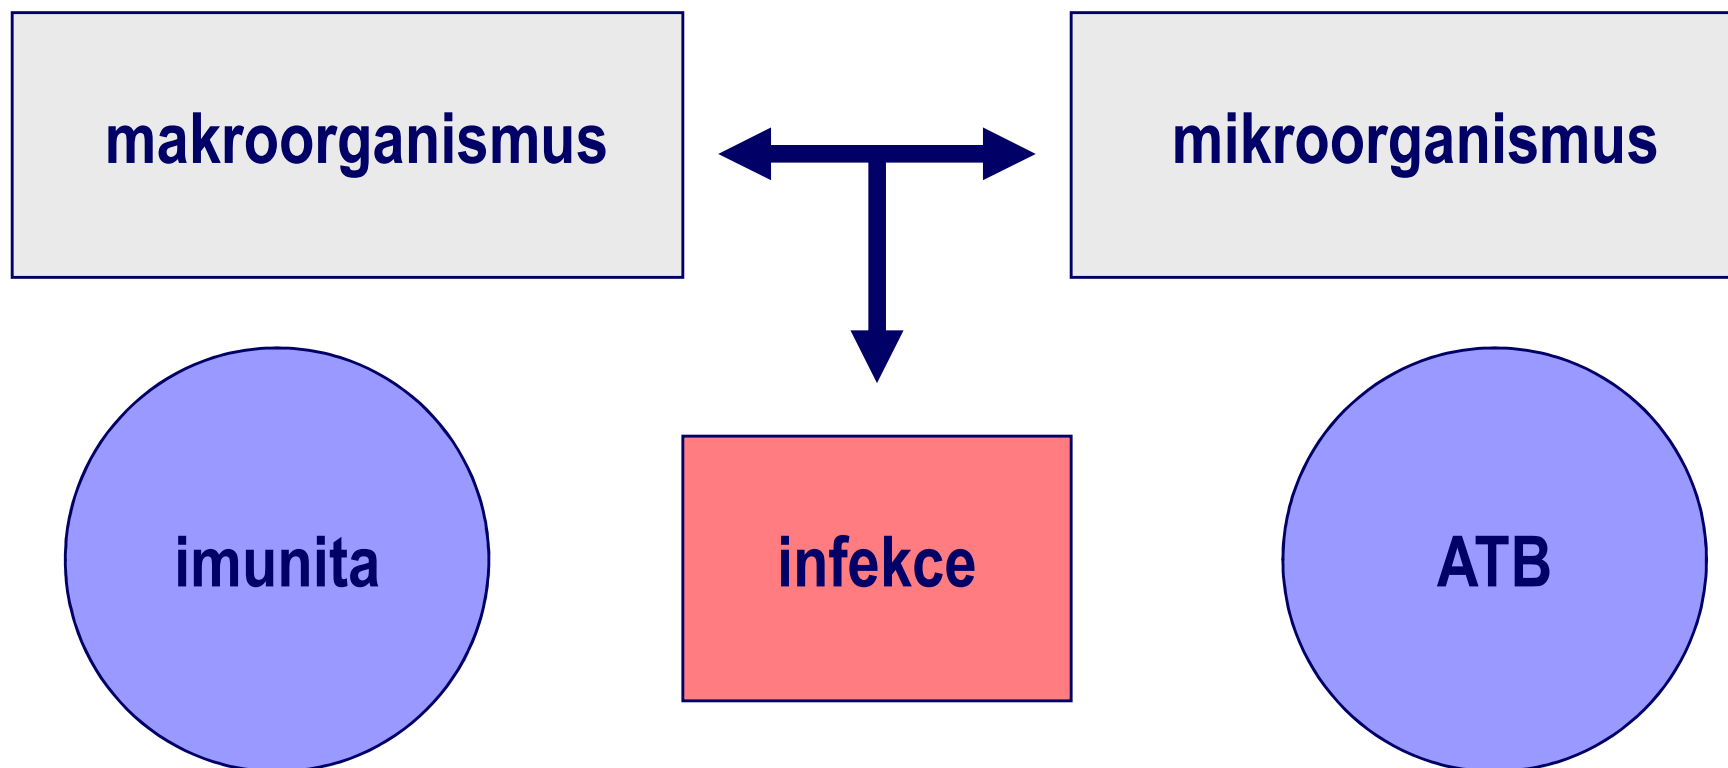 makroorganismus
mikroorganismus
imunita
infekce
ATB